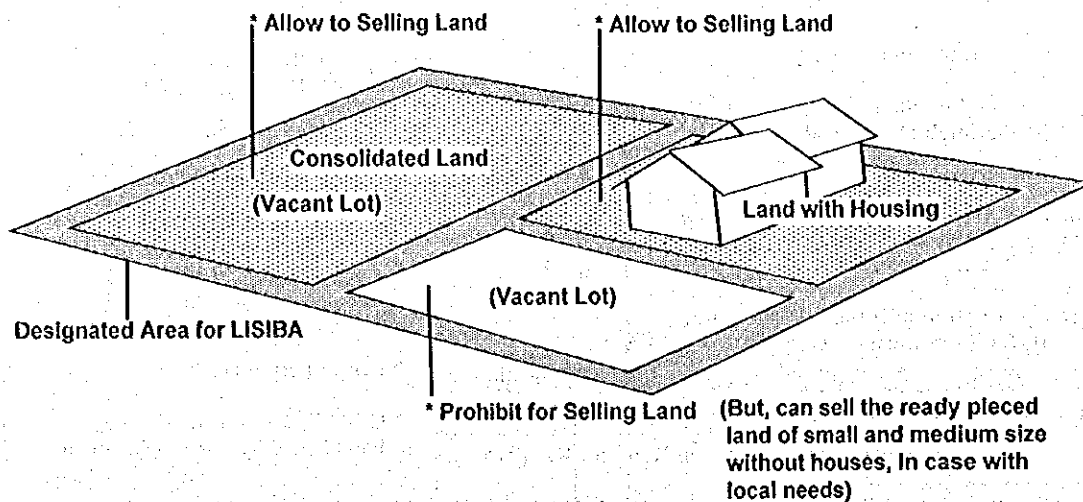 * Allow to Selling Land
* Allow to Selling Land
Consolidated Land
(Vacant Lot)
Land with Housing
(Vacant Lot)
Designated Area for LISIBA
* Prohibit for Selling Land
(But, can sell the ready pieced
land of small and medium size
without houses, In case with
local needs)